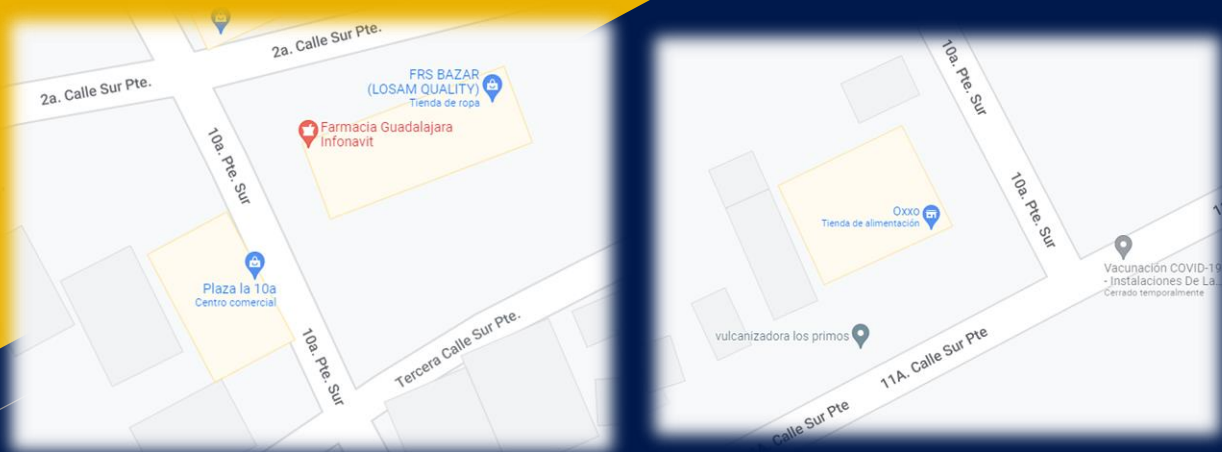 2a. Calle Sur Pte.
2a. Calle Sur Pte.
FRS BAZAR
(LOSAM QUALITY)
Tienda de ropa
Farmacia Guadalajara
Infonavit
10a. Pte. Sur
Plaza la 10a
Centro comercial
10a. Pte. Sur
Tercera Calle Sur Pte.
10a. Pte. Sur
10a. Pte. Sur
Oxxo
Tienda de alimentación
Vacunación COVID-19
- Instalaciones De La...
Cerrado temporalmente
vulcanizadora los primos
11A. Calle Sur Pte
Calle Sur Pte